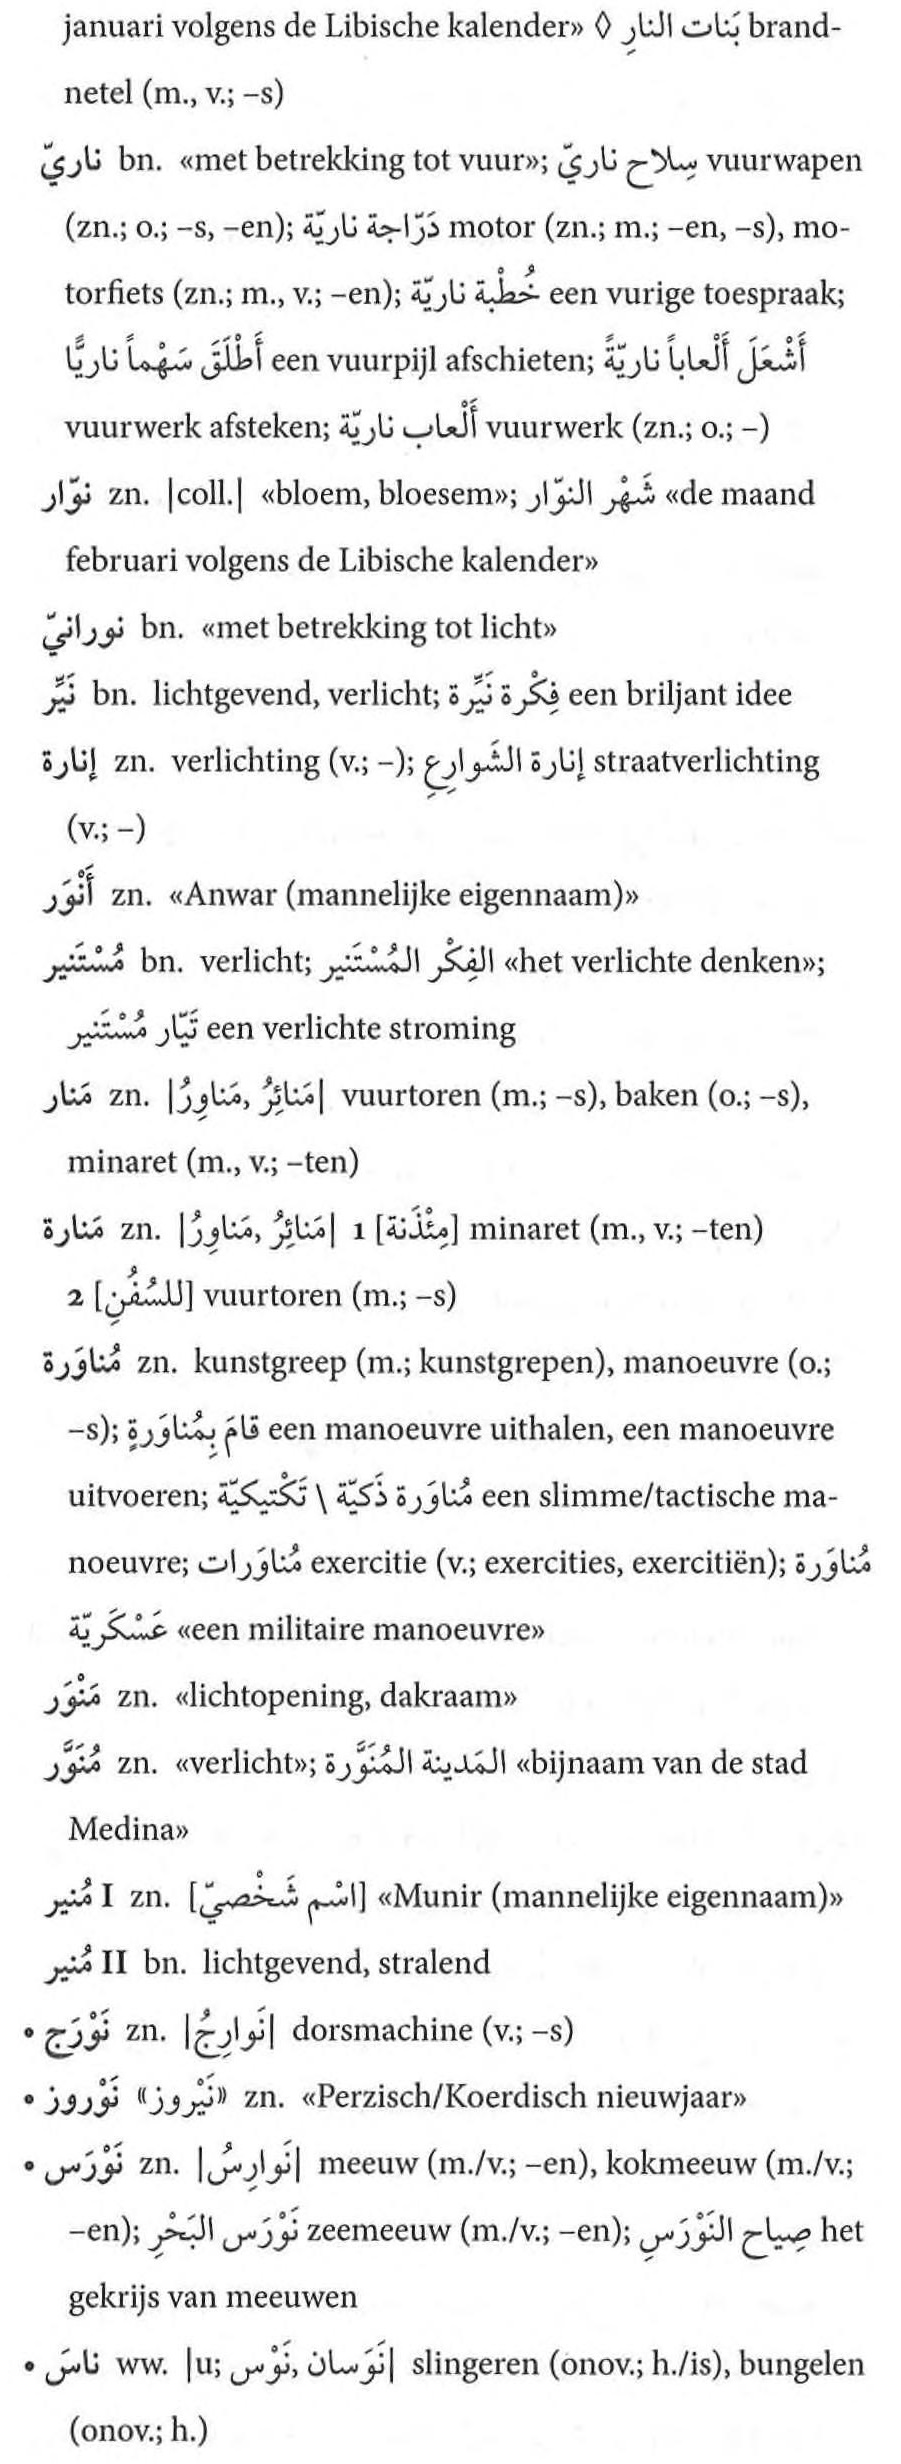 januari volgens de Libische kalender» ◊ بَنات النارِ brand-
netel (m., v.; –s)
ناريّ bn. «met betrekking tot vuur»; سِلاح ناريّ vuurwapen
(zn.; o.; –s, –en); دَرّاجة ناريّة motor (zn.; m.; –en, –s), mo-
torfiets (zn.; m., v.; –en); خُطْبة ناريّة een vurige toespraak;
أَطْلَقَ سَهْماً ناريًّا een vuurpijl afschieten; أَشْعَلَ أَلْعاباً ناريّةً
vuurwerk afsteken; أَلْعاب ناريّة vuurwerk (zn.; o.; –)
نوّار zn. |coll.| «bloem, bloesem»; شَهْر النوّار «de maand
februari volgens de Libische kalender»
نورانيّ bn. «met betrekking tot licht»
نَيِّر bn. lichtgevend, verlicht; فِكْرة نَيِّرة een briljant idee
إنارة zn. verlichting (v.; –); إنارة الشَوارِعِ straatverlichting
(v.; –)
أَنْوَر zn. «Anwar (mannelijke eigennaam)»
مُسْتَنير bn. verlicht; الفِكْر المُسْتَنير «het verlichte denken»;
تَيّار مُسْتَنير een verlichte stroming
مَنار zn. |مَنائِرُ, مَناوِرُ| vuurtoren (m.; –s), baken (o.; –s),
minaret (m., v.; –ten)
مَنارة zn. |مَنائِرُ, مَناوِرُ| 1 [مِئْذَنة] minaret (m., v.; –ten)
2 [للسُفُنِ] vuurtoren (m.; –s)
مُناوَرة zn. kunstgreep (m.; kunstgrepen), manoeuvre (o.;
–s); قامَ بِمُناوَرةٍ een manoeuvre uithalen, een manoeuvre
uitvoeren; مُناوَرة ذَكيّة \ تَكْتيكيّة een slimme/tactische ma-
noeuvre; مُناوَرات exercitie (v.; exercities, exercitiën); مُناوَرة
عَسْكَريّة «een militaire manoeuvre»
مَنْوَر zn. «lichtopening, dakraam»
مُنَوَّر zn. «verlicht»; المَدينة المُنَوَّرة «bijnaam van de stad
Medina»
مُنير I zn. [اسْم شَخْصيّ] «Munir (mannelijke eigennaam)»
مُنير II bn. lichtgevend, stralend
• نَوْرَج zn. |نَوارِجُ| dorsmachine (v.; –s)
• نَوْروز «نَيْروز» zn. «Perzisch/Koerdisch nieuwjaar»
• نَوْرَس zn. |نَوارِسُ| meeuw (m./v.; –en), kokmeeuw (m./v.;
–en); نَوْرَس البَحْرِ zeemeeuw (m./v.; –en); صِياح النَوْرَسِ het
gekrijs van meeuwen
• ناسَ ww. |u; نَوْس, نَوَسان| slingeren (onov.; h./is), bungelen
(onov.; h.)